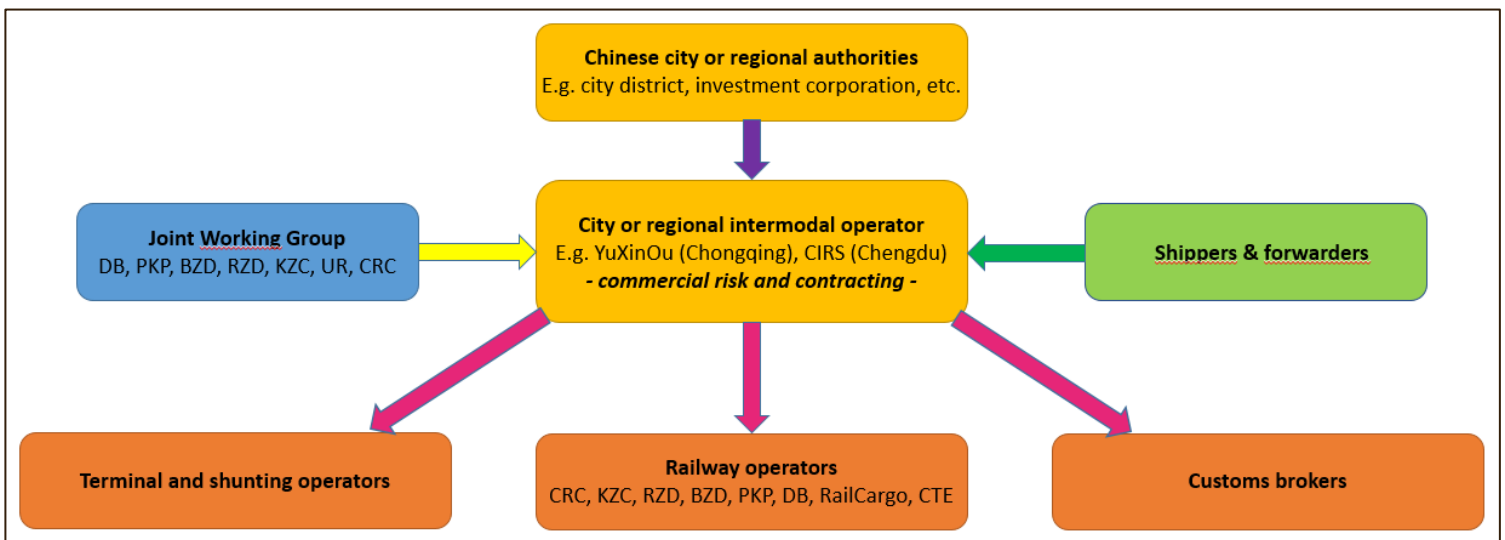 Chinese city or regional authorities
E.g. city district, investment corporation, etc.
Joint Working Group
DB, PKP, BZD, RZD, KZC, UR, CRC
City or regional intermodal operator
E.g. YuXinOu (Chongqing), CIRS (Chengdu)
- commercial risk and contracting -
Shippers & forwarders
Terminal and shunting operators
Railway operators
CRC, KZC, RZD, BZD, PKP, DB, RailCargo, CTE
Customs brokers